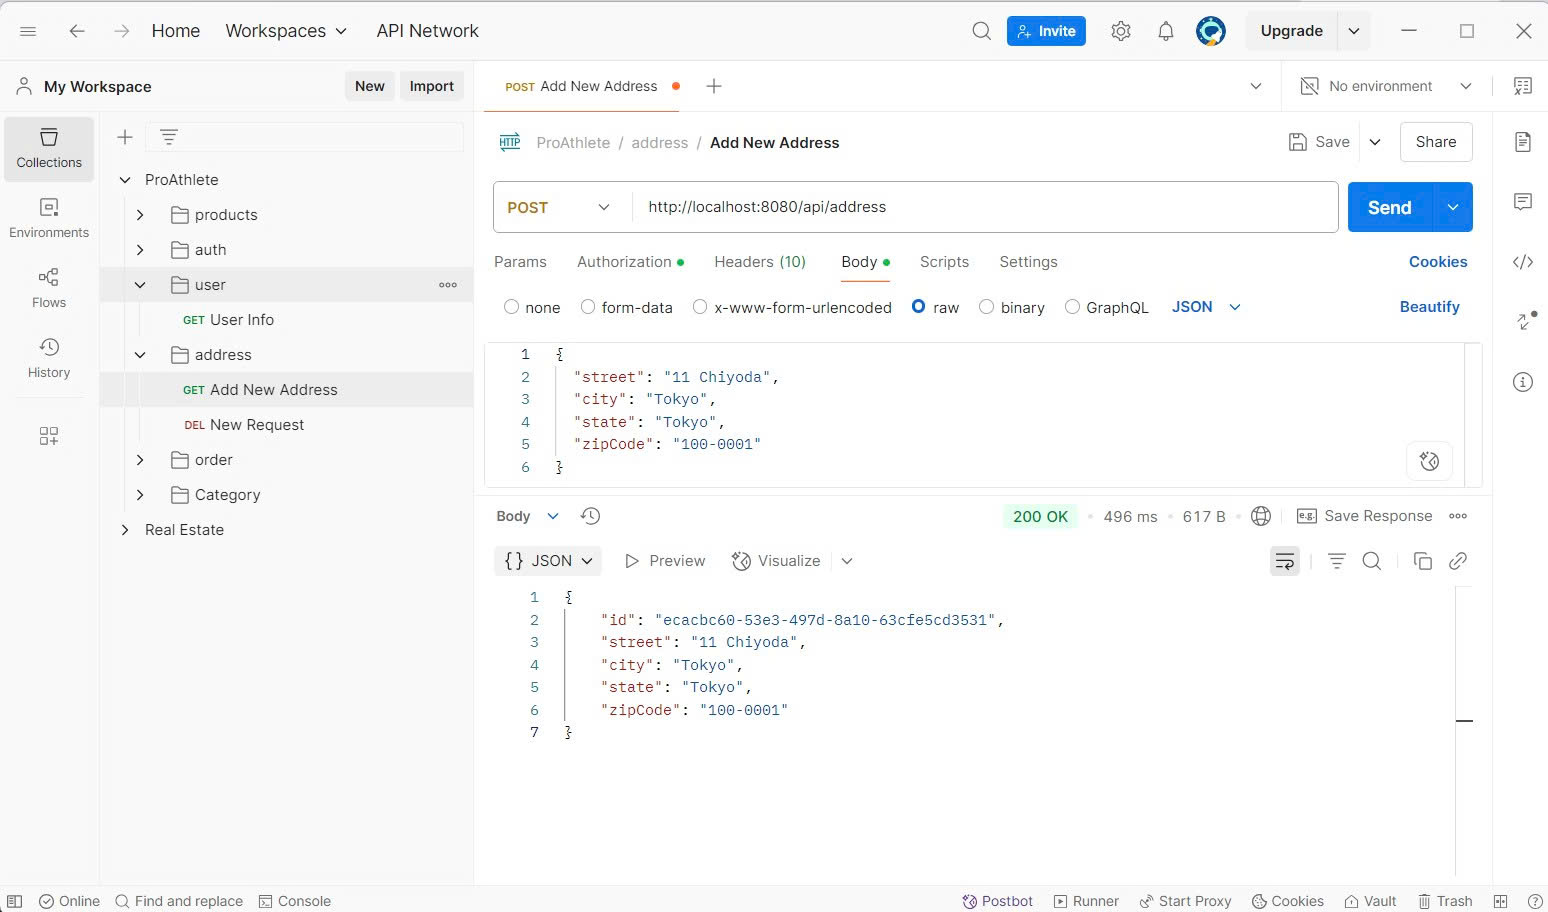 Home Workspaces API Network Invite Upgrade
My Workspace New Import
POST Add New Address No environment
Collections
Environments
Flows
History
ProAthlete
products
auth
user
GET User Info
address
GET Add New Address
DEL New Request
order
Category
Real Estate
HTTP ProAthlete / address / Add New Address Save Share
POST http://localhost:8080/api/address Send
Params Authorization Headers (10) Body Scripts Settings Cookies
none form-data x-www-form-urlencoded raw binary GraphQL JSON Beautify
1 {
2 "street": "11 Chiyoda",
3 "city": "Tokyo",
4 "state": "Tokyo",
5 "zipCode": "100-0001"
6 }
Body 200 OK • 496 ms • 617 B • e.g. Save Response
{} JSON Preview Visualize
1 {
2 "id": "ecacbc60-53e3-497d-8a10-63cfe5cd3531",
3 "street": "11 Chiyoda",
4 "city": "Tokyo",
5 "state": "Tokyo",
6 "zipCode": "100-0001"
7 }
Online Find and replace Console Postbot Runner Start Proxy Cookies Vault Trash